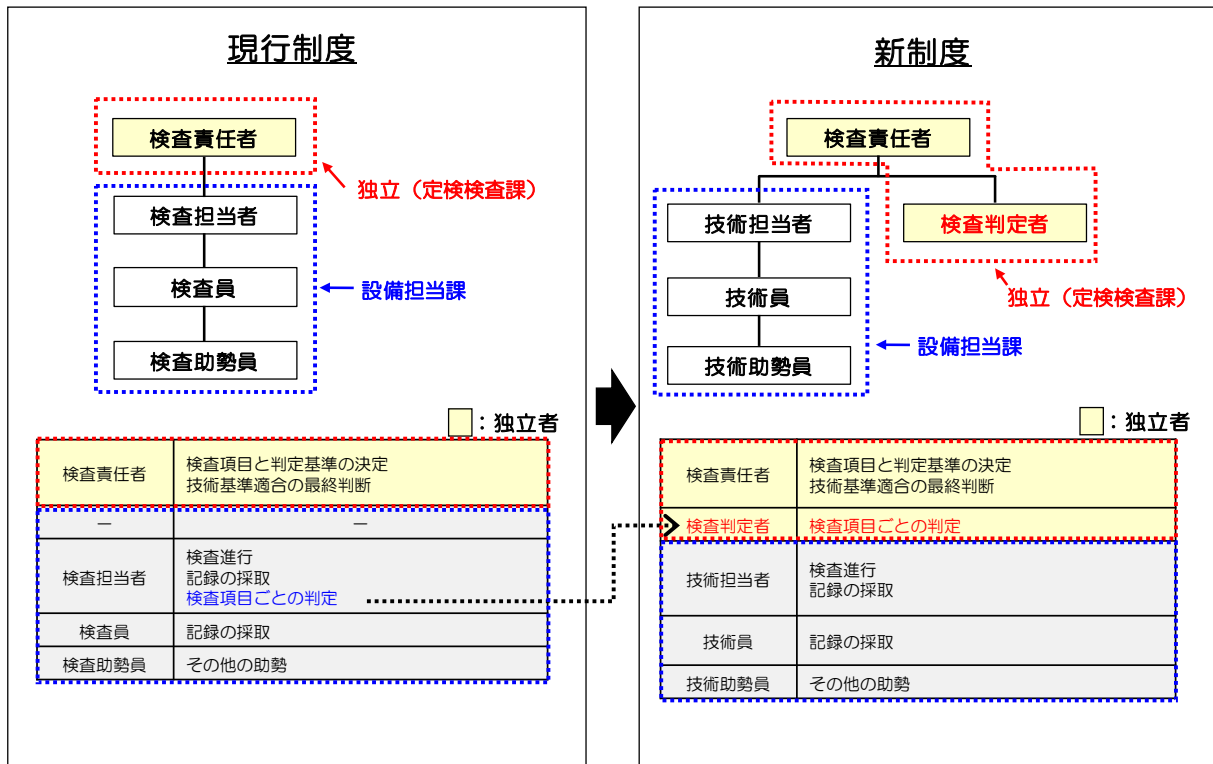 現行制度
検査責任者
独立（定検検査課）
検査担当者
検査員
設備担当課
検査助勢員
：独立者
検査責任者
検査項目と判定基準の決定
技術基準適合の最終判断
－
－
検査担当者
検査進行
記録の採取
検査項目ごとの判定
検査員
記録の採取
検査助勢員
その他の助勢
新制度
検査責任者
技術担当者
検査判定者
技術員
独立（定検検査課）
設備担当課
技術助勢員
：独立者
検査責任者
検査項目と判定基準の決定
技術基準適合の最終判断
検査判定者
検査項目ごとの判定
技術担当者
検査進行
記録の採取
技術員
記録の採取
技術助勢員
その他の助勢